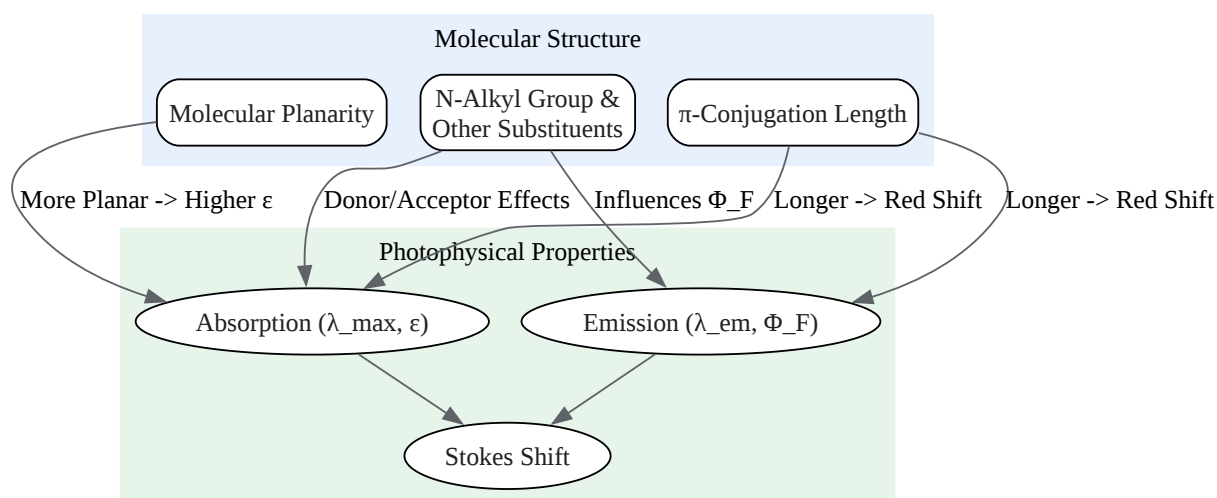 Molecular Structure
Molecular Planarity
N-Alkyl Group &
Other Substituents
π-Conjugation Length
More Planar -> Higher ε
Donor/Acceptor Effects
Influences Φ_F
Longer -> Red Shift
Longer -> Red Shift
Photophysical Properties
Absorption (λ_max, ε)
Emission (λ_em, Φ_F)
Stokes Shift